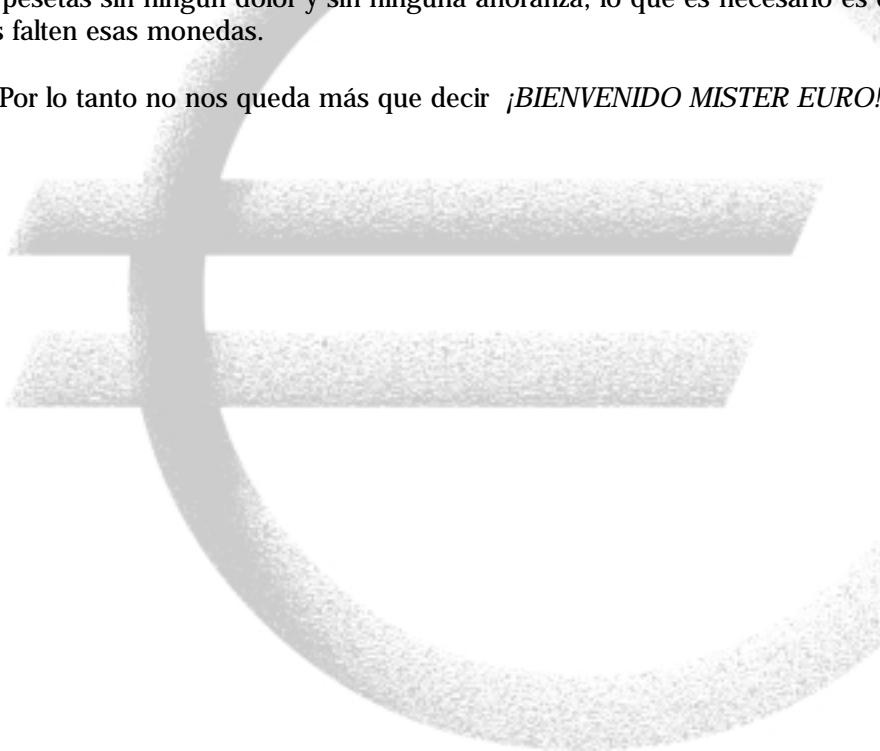 pesetas sin ningún dolor y sin ninguna añoranza, lo que es necesario es
s falten esas monedas.
Por lo tanto no nos queda más que decir ¡BIENVENIDO MISTER EURO!